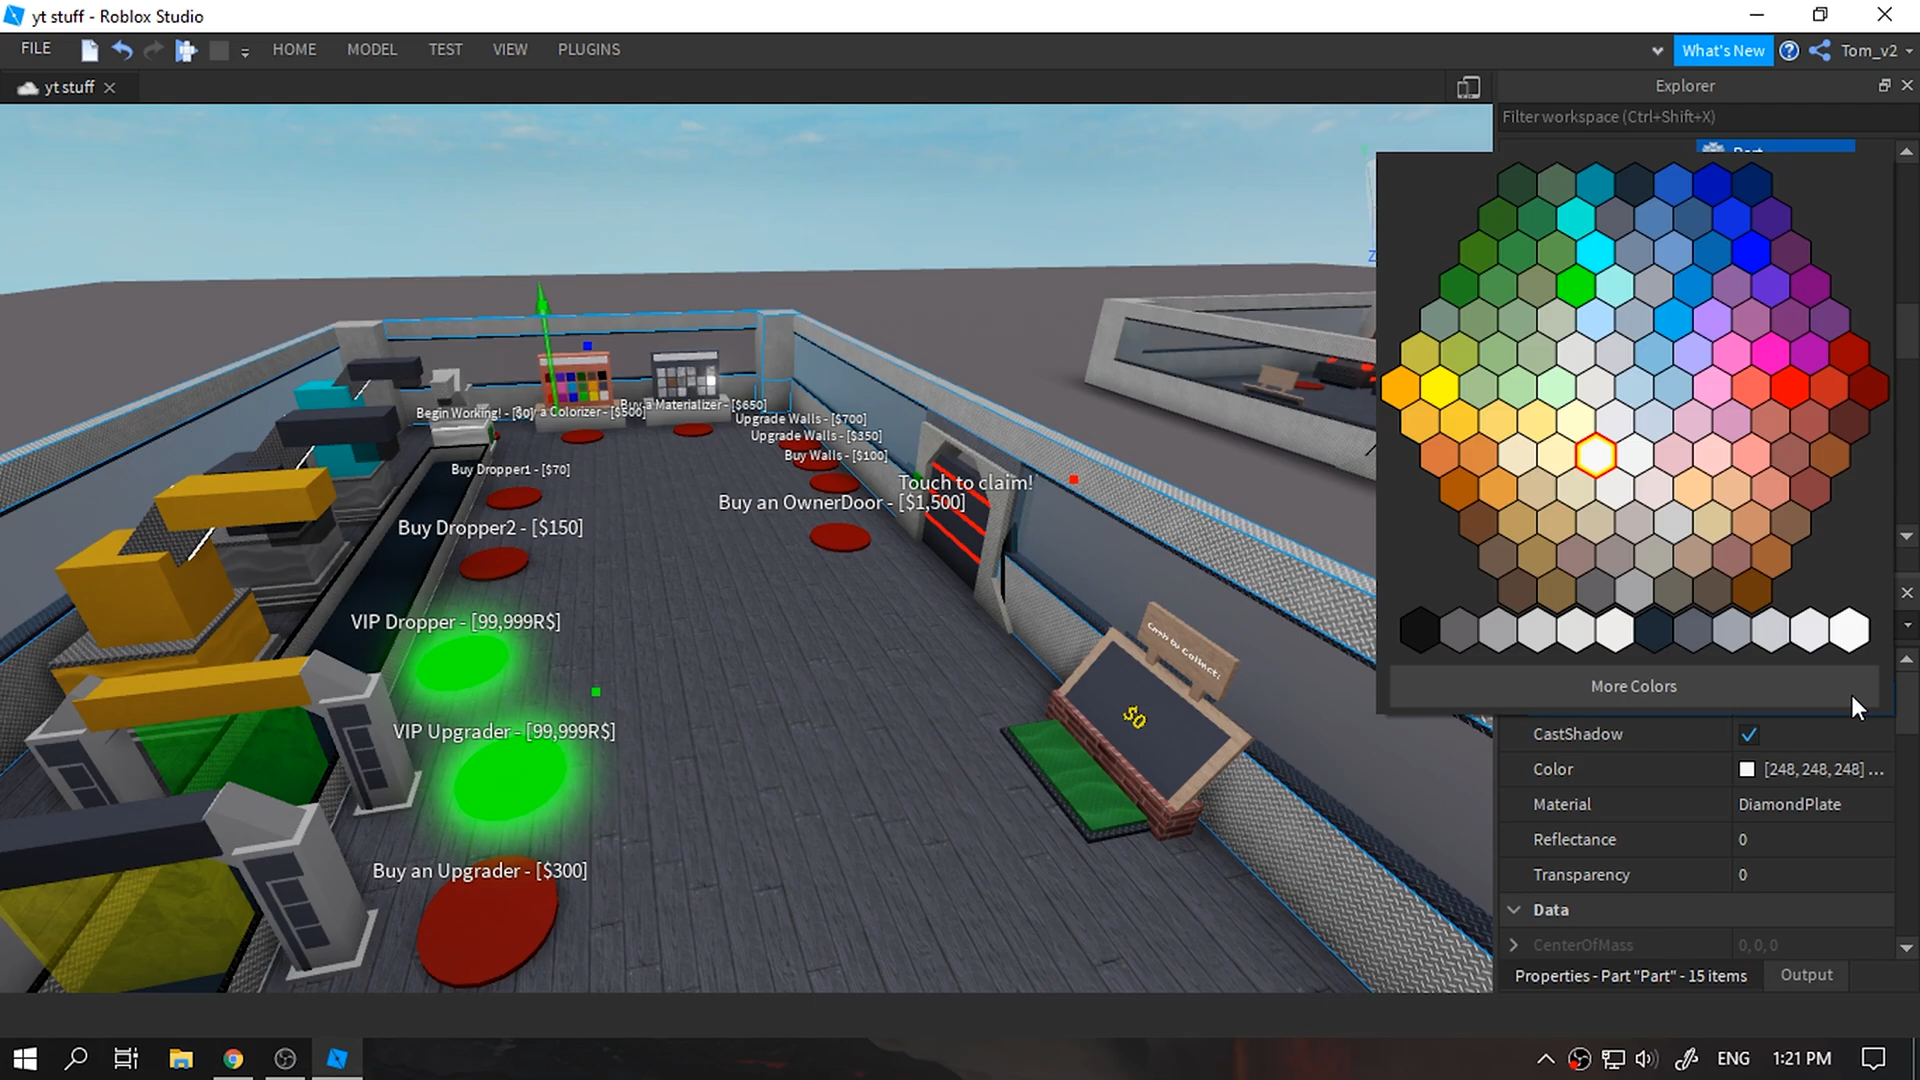 yt stuff - Roblox Studio
FILE HOME MODEL TEST VIEW PLUGINS What's New Tom_v2
yt stuff
Explorer
Filter workspace (Ctrl+Shift+X)
Begin Working! - [$0]
Buy a Materializer - [$650]
a Colorizer - [$500]
Upgrade Walls - [$700]
Upgrade Walls - [$350]
Buy Walls - [$100]
Buy Dropper1 - [$70]
Touch to claim!
Buy an OwnerDoor - [$1,500]
Buy Dropper2 - [$150]
VIP Dropper - [99,999R$]
Cash to Collect:
$0
VIP Upgrader - [99,999R$]
Buy an Upgrader - [$300]
More Colors
CastShadow
Color [248, 248, 248] ...
Material DiamondPlate
Reflectance 0
Transparency 0
Data
CenterOfMass 0, 0, 0
Properties - Part "Part" - 15 items Output
ENG 1:21 PM